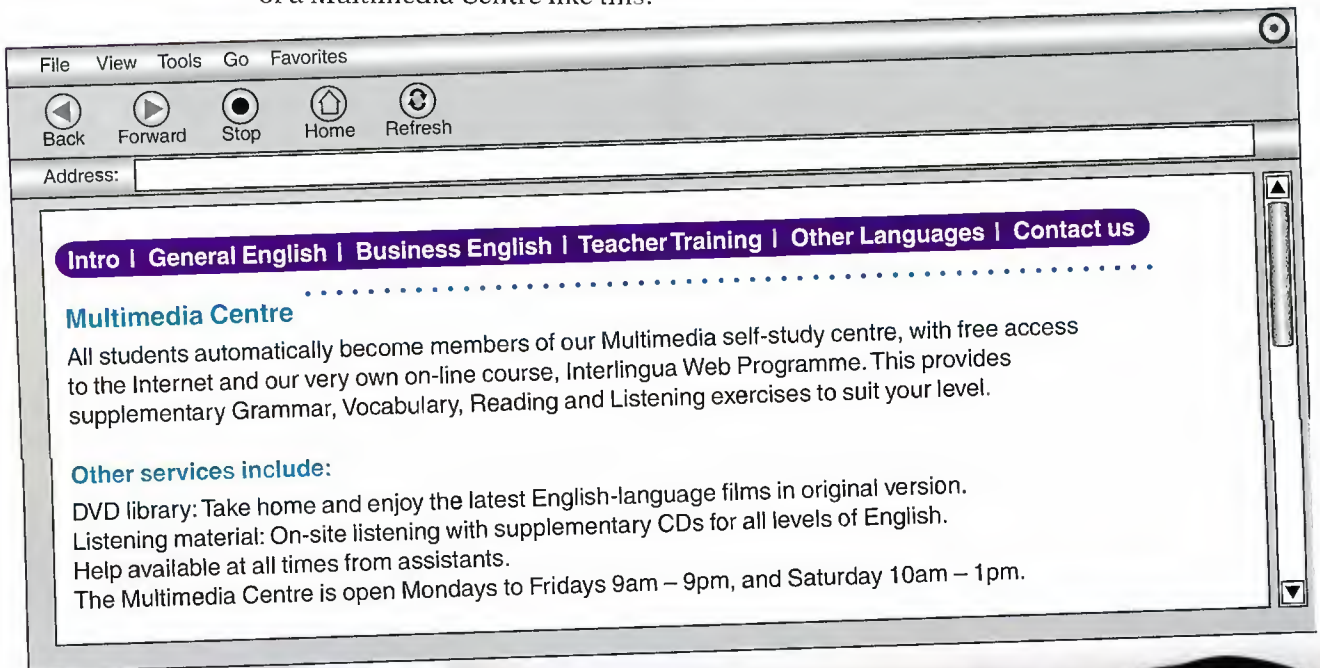 of a Multimedia Centre like this?
File View Tools Go Favorites
Back Forward Stop Home Refresh
Address:
Intro | General English | Business English | Teacher Training | Other Languages | Contact us
Multimedia Centre
All students automatically become members of our Multimedia self-study centre, with free access
to the Internet and our very own on-line course, Interlingua Web Programme. This provides
supplementary Grammar, Vocabulary, Reading and Listening exercises to suit your level.
Other services include:
DVD library: Take home and enjoy the latest English-language films in original version.
Listening material: On-site listening with supplementary CDs for all levels of English.
Help available at all times from assistants.
The Multimedia Centre is open Mondays to Fridays 9am – 9pm, and Saturday 10am – 1pm.